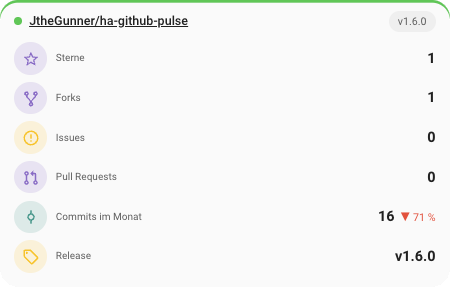 JtheGunner/ha-github-pulse v1.6.0
Sterne 1
Forks 1
Issues 0
Pull Requests 0
Commits im Monat 16 ▼ 71 %
Release v1.6.0